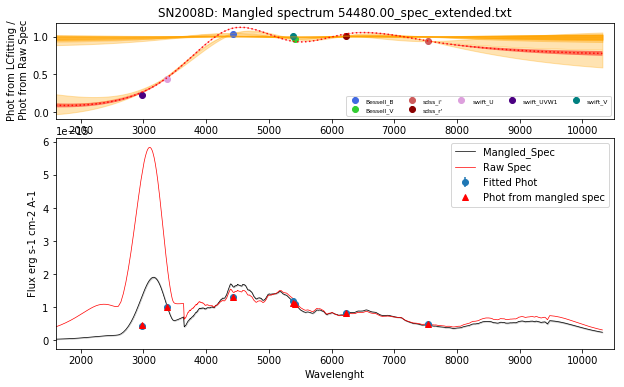 SN2008D: Mangled spectrum 54480.00_spec_extended.txt
Phot from LCfitting /
Phot from Raw Spec
1.0
0.5
0.0
Bessell_B
Bessell_V
sdss_i'
sdss_r'
swift_U
swift_UVW1
swift_V
2000 3000 4000 5000 6000 7000 8000 9000 10000
Flux erg s-1 cm-2 A-1
6
5
4
3
2
1
0
Mangled_Spec
Raw Spec
Fitted Phot
Phot from mangled spec
2000 3000 4000 5000 6000 7000 8000 9000 10000
Wavelenght